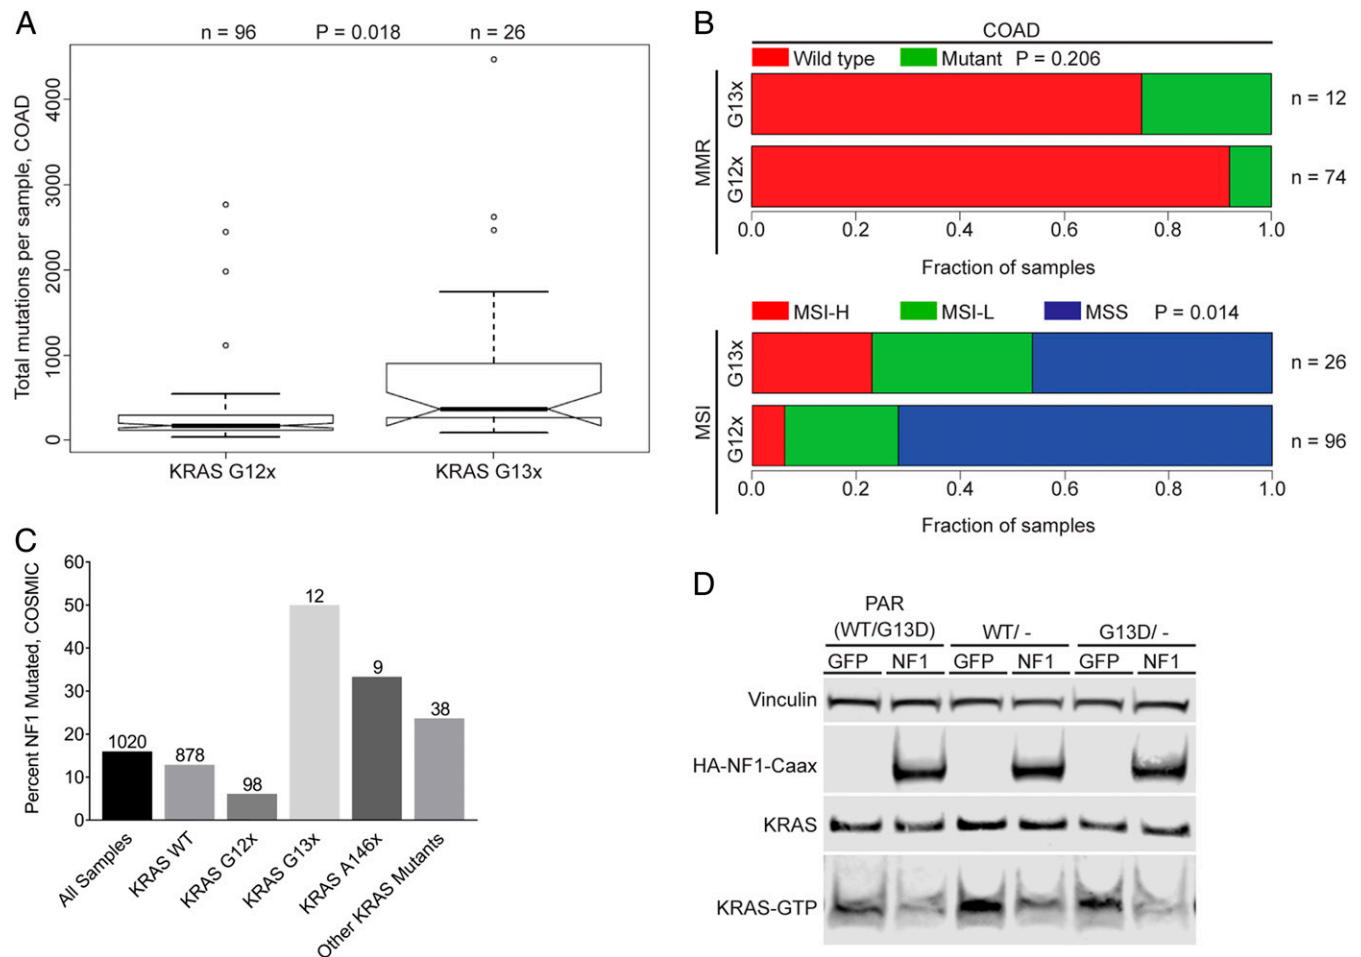 A
n = 96 P = 0.018 n = 26
Total mutations per sample, COAD
4000
3000
2000
1000
0
KRAS G12x KRAS G13x
B
COAD
Wild type Mutant P = 0.206
MMR
G13x
n = 12
G12x
n = 74
0.0 0.2 0.4 0.6 0.8 1.0
Fraction of samples
MSI-H MSI-L MSS P = 0.014
MSI
G13x
n = 26
G12x
n = 96
0.0 0.2 0.4 0.6 0.8 1.0
Fraction of samples
C
Percent NF1 Mutated, COSMIC
60
50
40
30
20
10
0
1020
878
98
12
9
38
All Samples
KRAS WT
KRAS G12x
KRAS G13x
KRAS A146x
Other KRAS Mutants
D
PAR
(WT/G13D) WT/ - G13D/ -
GFP NF1 GFP NF1 GFP NF1
Vinculin
HA-NF1-Caax
KRAS
KRAS-GTP